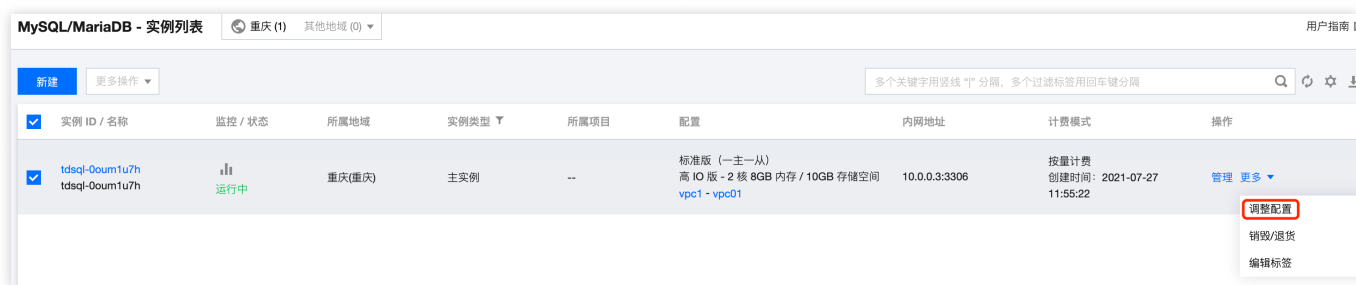 MySQL/MariaDB - 实例列表 重庆 (1) 其他地域 (0) 用户指南
新建 更多操作 多个关键字用竖线 "|" 分隔，多个过滤标签用回车键分隔
实例 ID / 名称 监控 / 状态 所属地域 实例类型 所属项目 配置 内网地址 计费模式 操作
tdsql-0oum1u7h
tdsql-0oum1u7h
运行中
重庆(重庆)
主实例
--
标准版（一主一从）
高 IO 版 - 2 核 8GB 内存 / 10GB 存储空间
vpc1 - vpc01
10.0.0.3:3306
按量计费
创建时间：2021-07-27
11:55:22
管理 更多
调整配置
销毁/退货
编辑标签